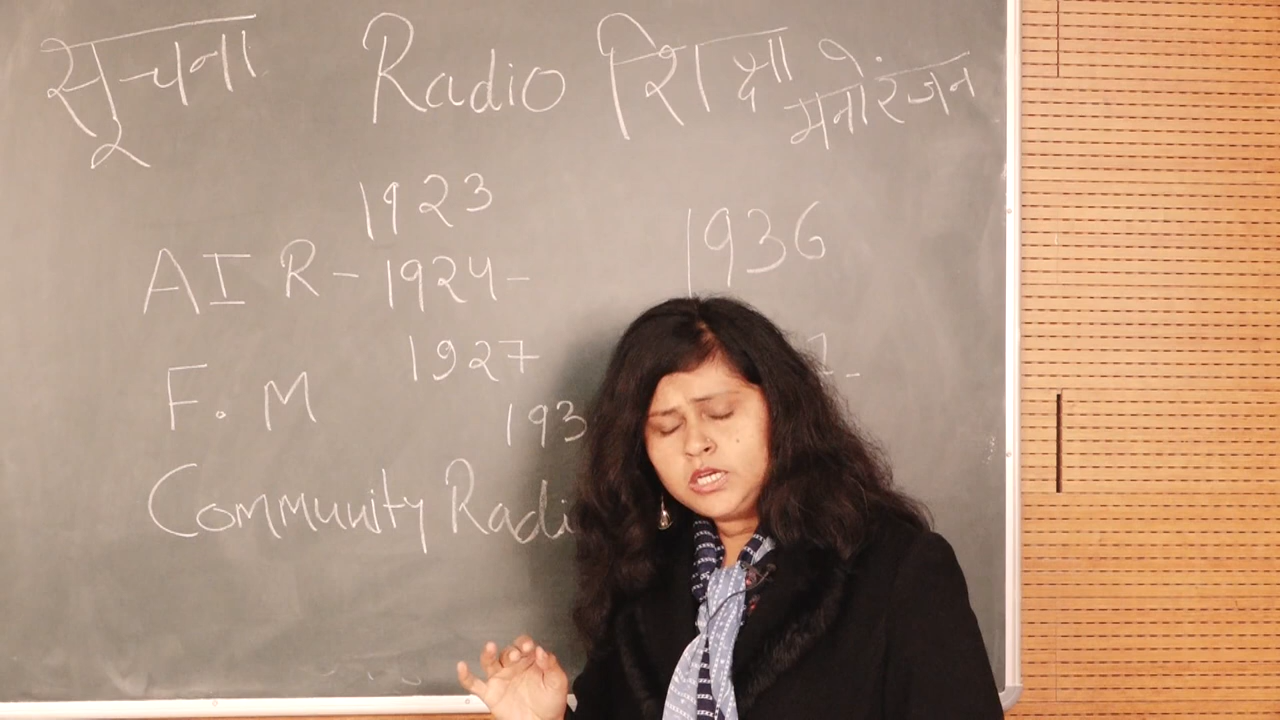 सूचना Radio शिक्षा मनोरंजन
1923
AIR - 1924 - 1936
1927
F.M 193
Community Radi